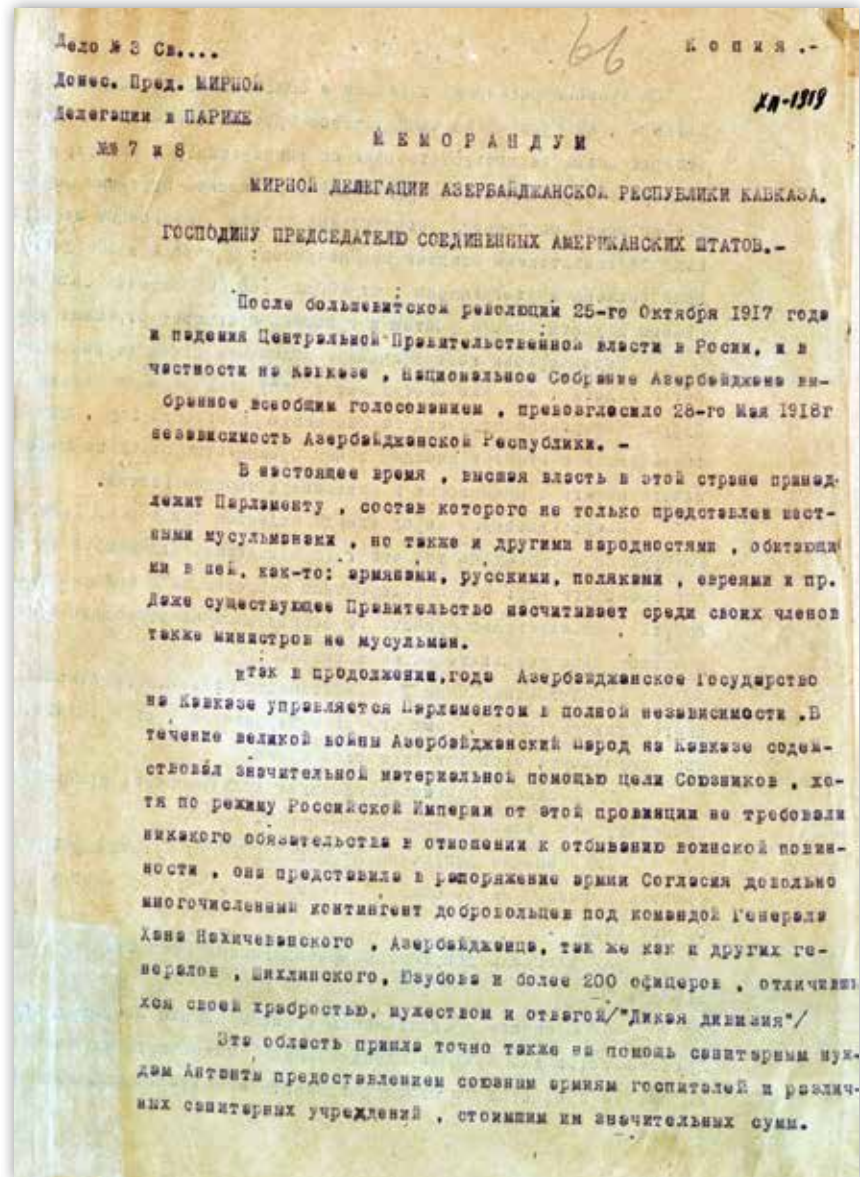 Дело № 3 Св....
66
Копия.-
Донес. Пред. МИРНОЙ
XII-1919
Делегации в ПАРИЖЕ
№№ 7 и 8
МЕМОРАНДУМ
МИРНОЙ ДЕЛЕГАЦИИ АЗЕРБАЙДЖАНСКОЙ РЕСПУБЛИКИ КАВКАЗА.
ГОСПОДИНУ ПРЕДСЕДАТЕЛЮ СОЕДИНЕННЫХ АМЕРИКАНСКИХ ШТАТОВ.-
После большевитской революции 25-го Октября 1917 года
и падения Центральной Правительственной власти в Росии, и в
частности на Кавказе , Национальное Собрание Азербайджана вы-
бранное всеобщим голосованием , превозгласило 28-го Мая 1918г
независимость Азербайджанской Республики. -
В настоящее время , высшая власть в этой стране принад-
лежит Парламенту , состав которого не только представлен мест-
ными мусульманами , но также и другими народностями , обитающи
ми в ней, как-то: армянами, русскими, поляками , евреями и пр.
Даже существующее Правительство насчитывает среди своих членов
также министров не мусульман.
Итак в продолжении,года Азербайджанское Государство
на Кавказе управляется Парламентом в полной независимости .В
течение великой войны Азербайджанский народ на Кавказе содей-
ствовал значительной материальной помощью цели Союзников , хо-
тя по режиму Российской Империи от этой провинции не требовали
никакого обязательства в отношении к отбыванию воинской повин-
ности , она представила в рапоряжение армии Согласия довольно
многочисленный контингент добровольцев под командой Генерала
Хана Нахичеванского , Азербайджанца, так же как и других ге-
нералов , Шихлинского, Юзубова и более 200 офицеров , отличивши
хся своей храбростью, мужеством и отвагой/"Дикая дивизия"/
Эта область пришла точно также на помощь санитарным нуж-
дам Антанты предоставлением союзным армиям госпиталей и различ-
ных санитарных учреждений , стоившим им значительных сумм.